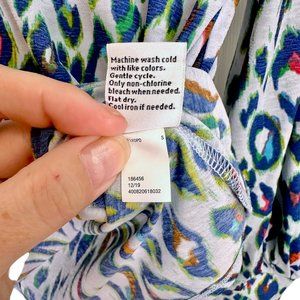 Machine wash cold
with like colors.
Gentle cycle.
Only non-chlorine
bleach when needed.
Flat dry.
Cool iron if needed.
S
186456
12/19
400820618032